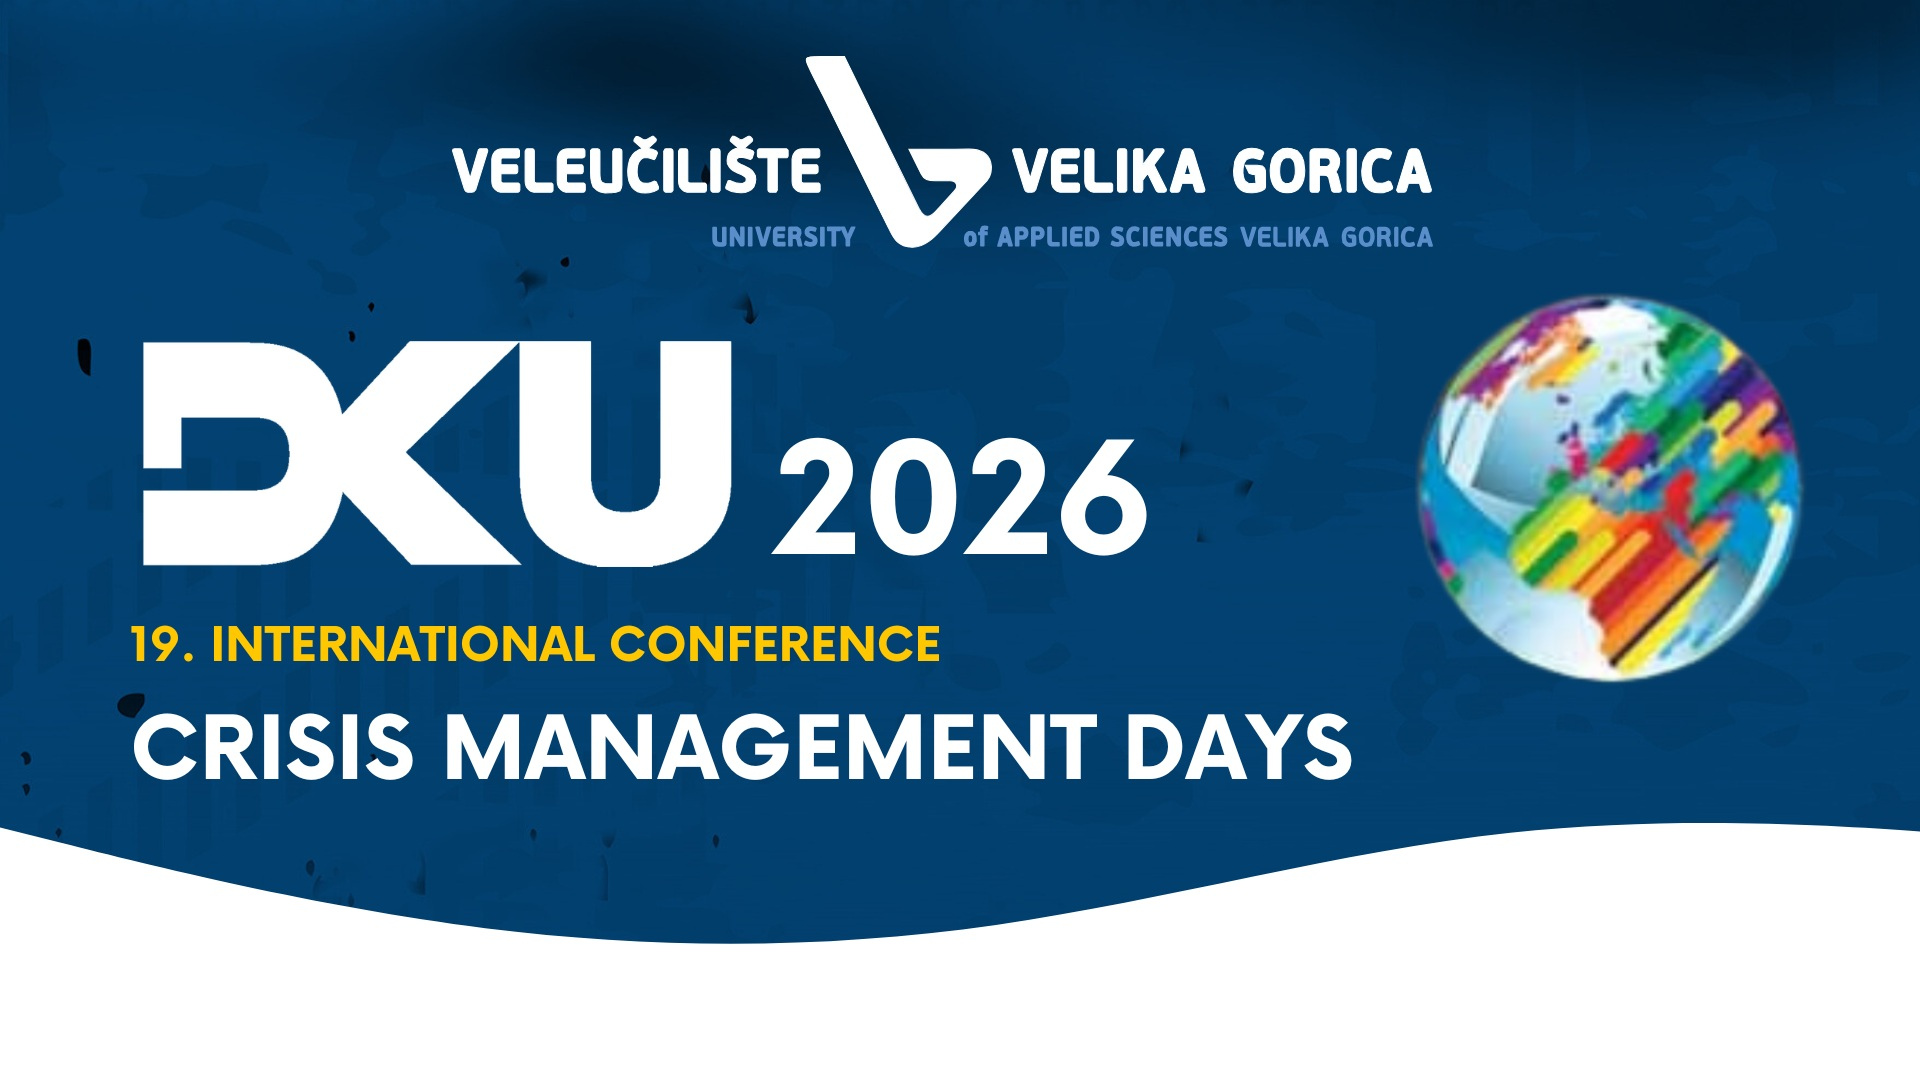 VELEUČILIŠTE VELIKA GORICA
UNIVERSITY of APPLIED SCIENCES VELIKA GORICA
DKU 2026
19. INTERNATIONAL CONFERENCE
CRISIS MANAGEMENT DAYS